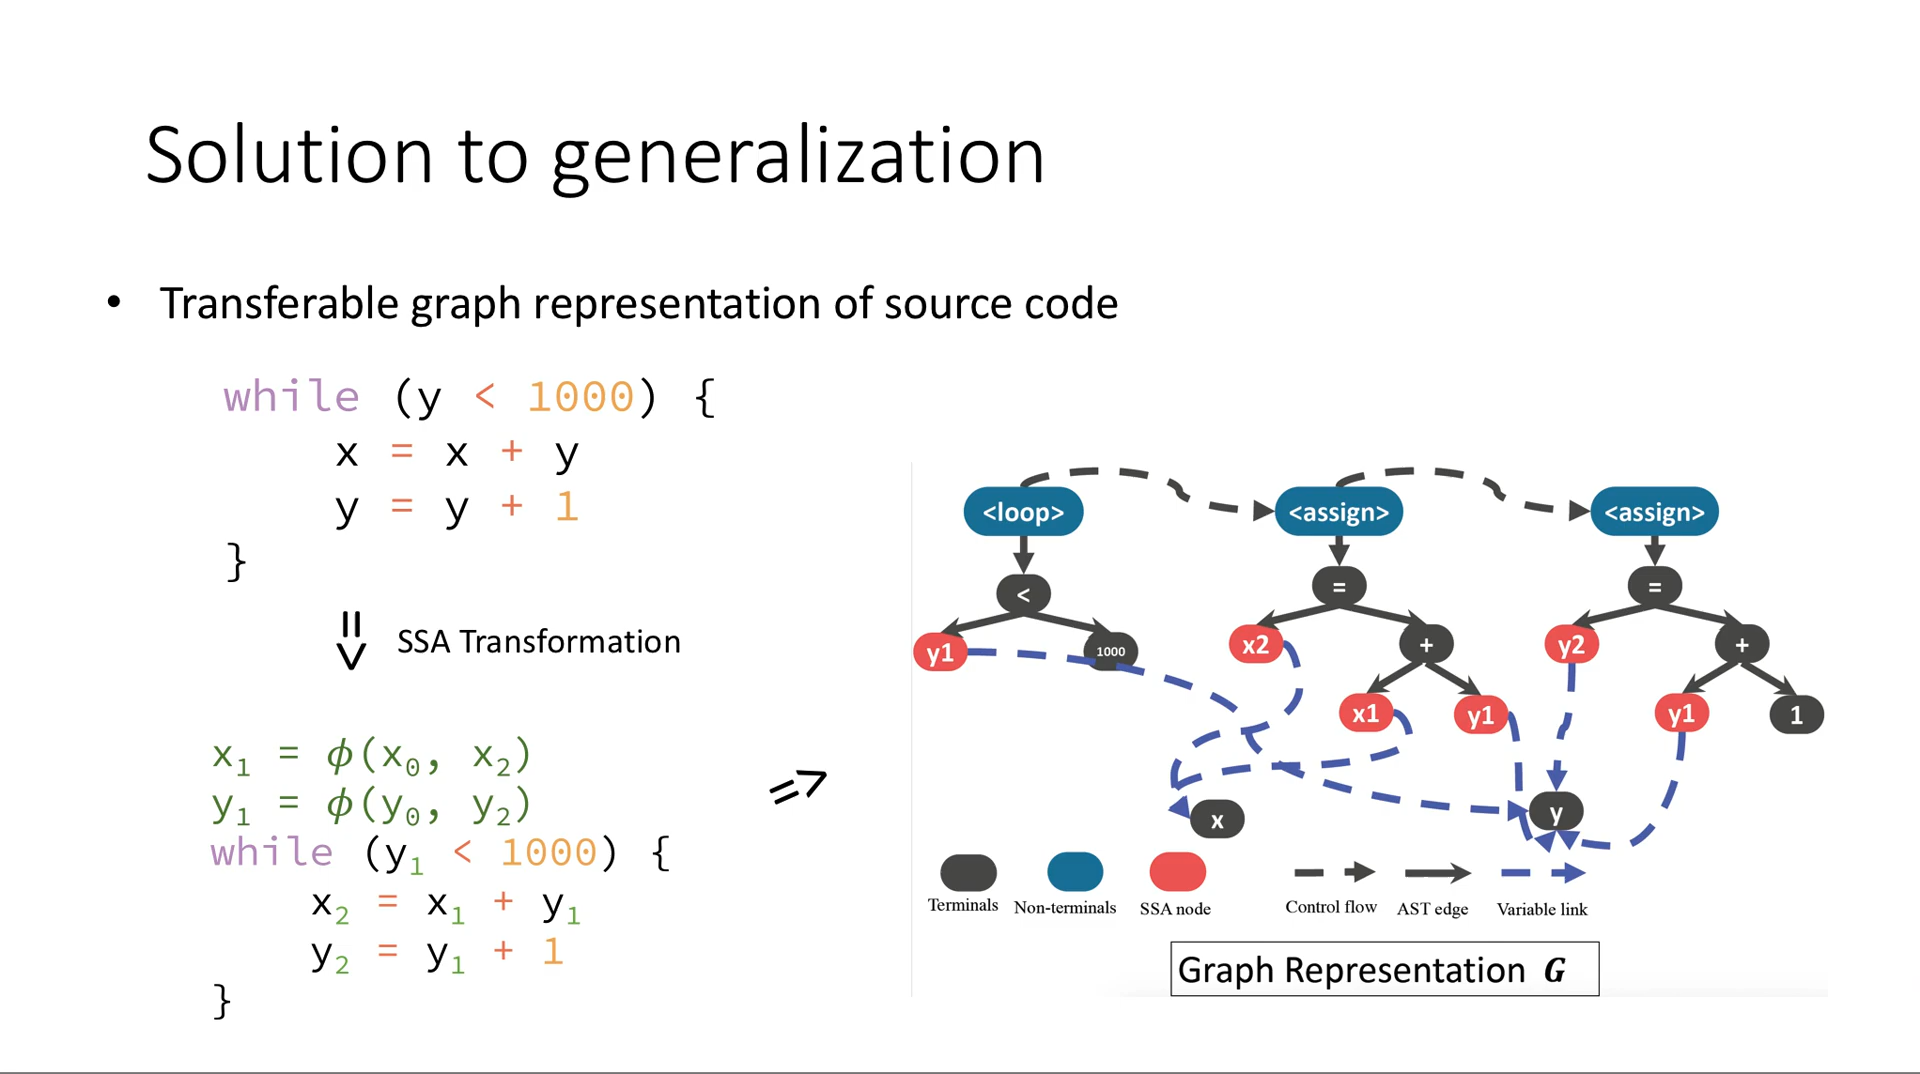 Solution to generalization
• Transferable graph representation of source code
while (y < 1000) {
x = x + y
y = y + 1
}
=> SSA Transformation
x₁ = ϕ(x₀, x₂)
y₁ = ϕ(y₀, y₂)
while (y₁ < 1000) {
x₂ = x₁ + y₁
y₂ = y₁ + 1
}
=>
<loop> <assign> <assign>
< = =
y1 1000 x2 + y2 +
x1 y1 y1 1
x y
Terminals Non-terminals SSA node Control flow AST edge Variable link
Graph Representation G